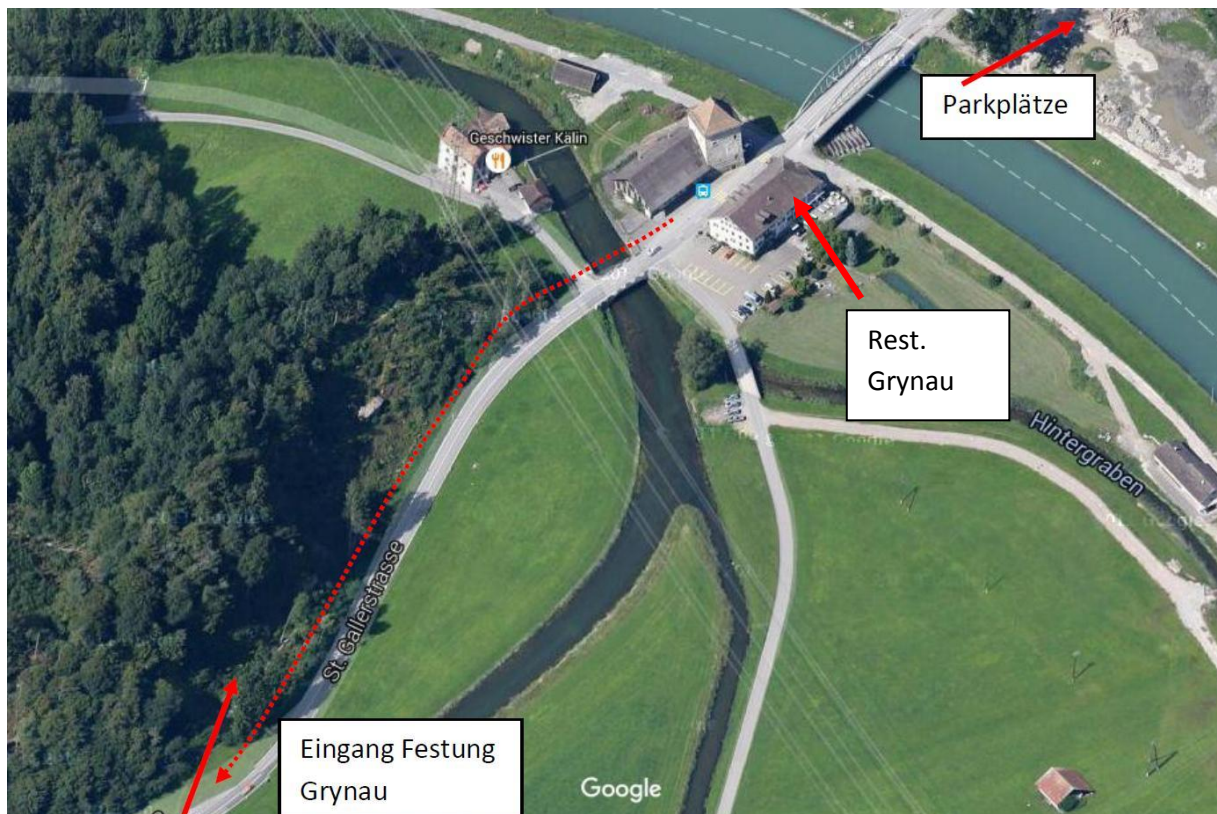 Parkplätze
Geschwister Kälin
Rest.
Grynau
Hintergraben
St. Gallerstrasse
Eingang Festung
Grynau
Google